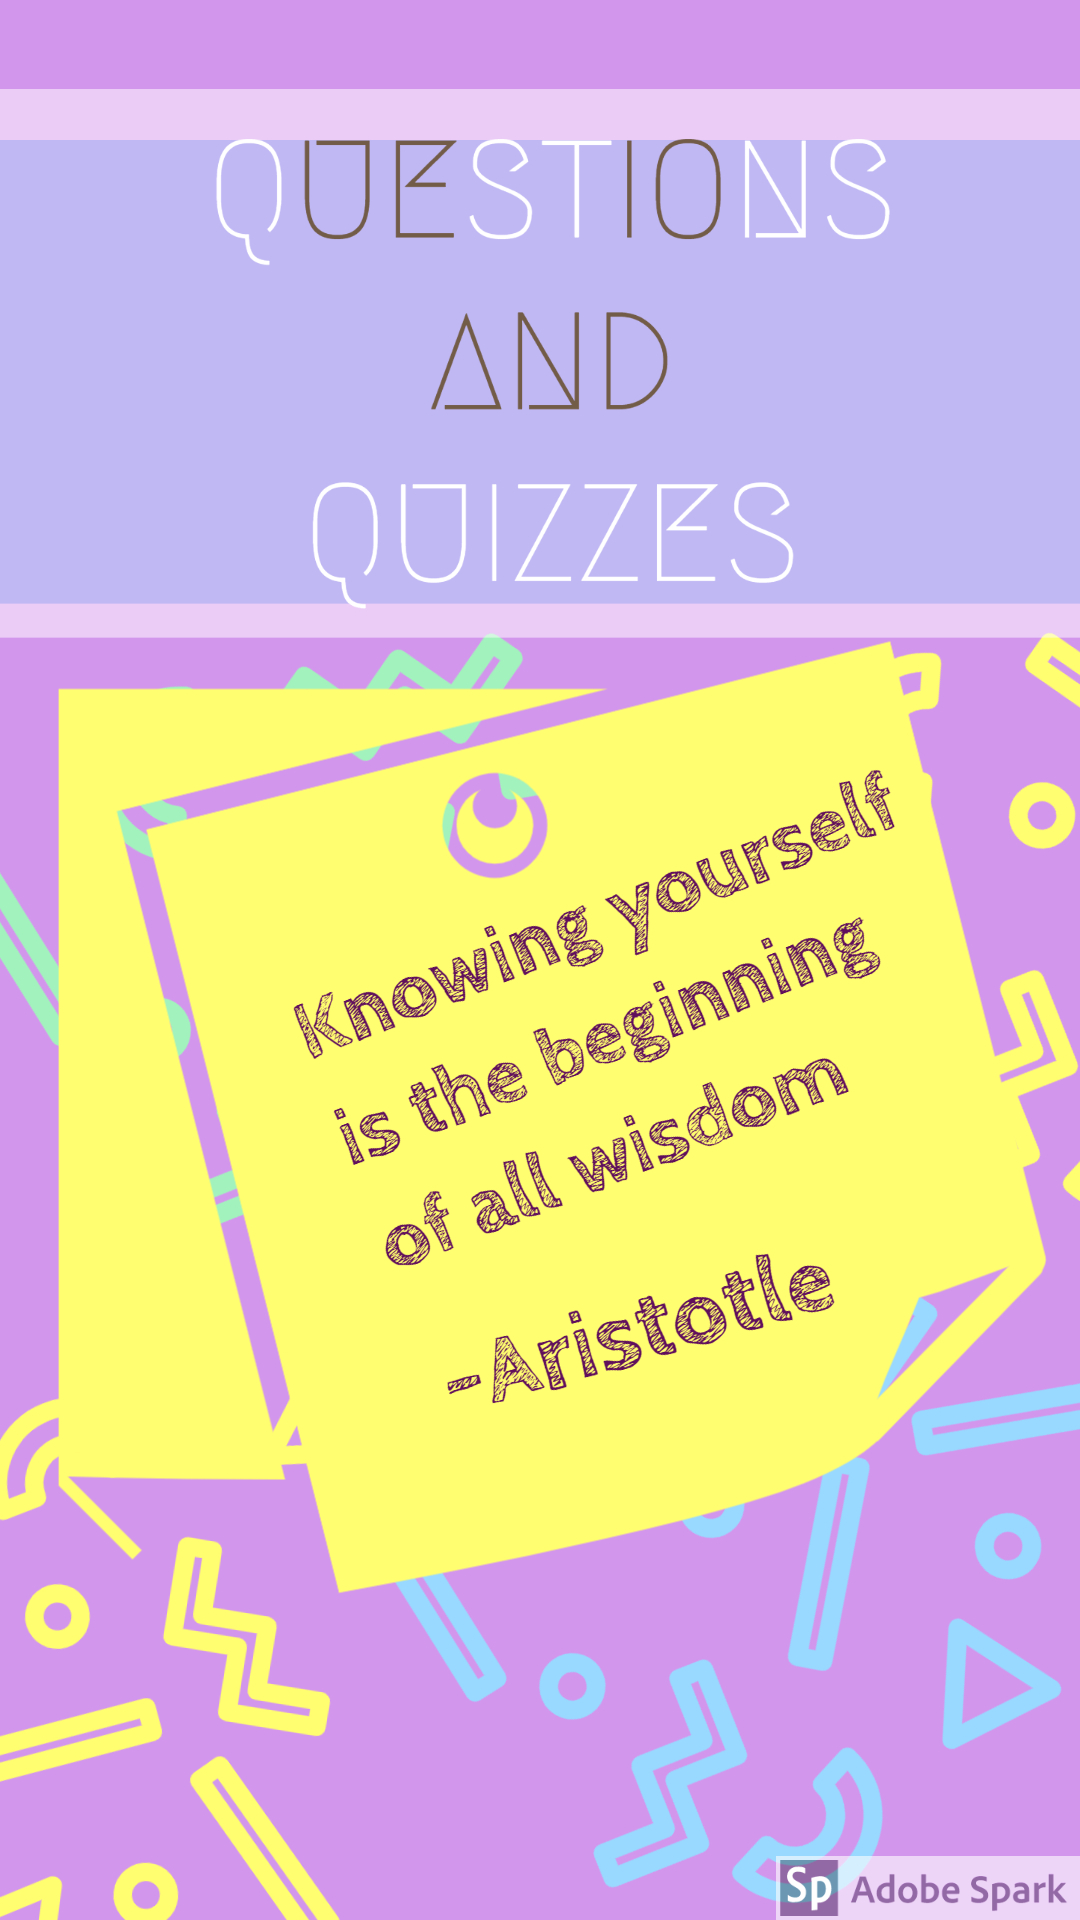 QUESTIONS
AND
QUIZZES
Knowing yourself
is the beginning
of all wisdom
-Aristotle
Sp Adobe Spark